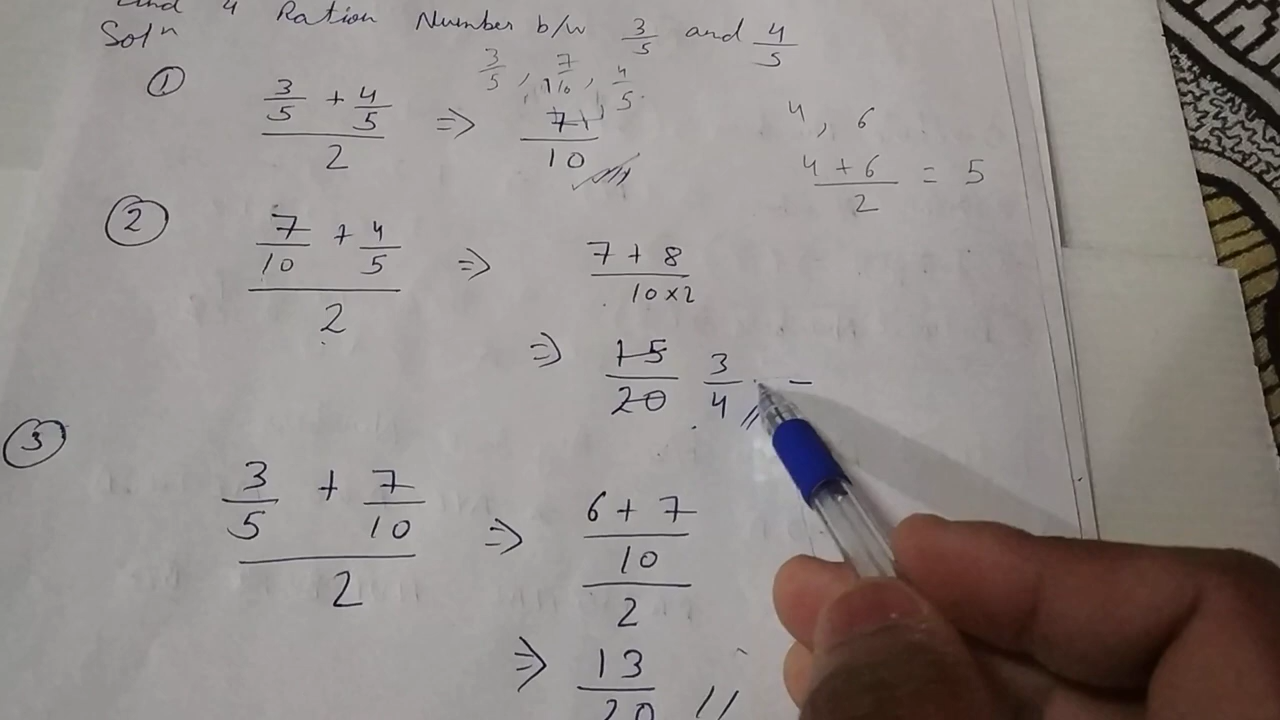 Find 4 Ration Number b/w 3/5 and 4/5
Soln
3/5, 7/10, 4/5
① (3/5 + 4/5)/2 ⇒ 7/10
4, 6
(4 + 6)/2 = 5
② (7/10 + 4/5)/2 ⇒ (7 + 8)/(10×2)
⇒ 15/20 3/4
③ (3/5 + 7/10)/2 ⇒ ((6 + 7)/10)/2
⇒ 13/20 //